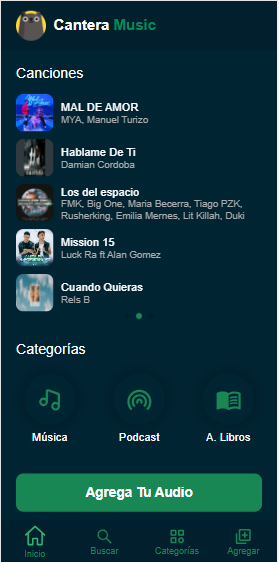 Cantera Music
Canciones
MAL DE AMOR
MYA, Manuel Turizo
Hablame De Ti
Damian Cordoba
Los del espacio
FMK, Big One, Maria Becerra, Tiago PZK,
Rusherking, Emilia Mernes, Lit Killah, Duki
Mission 15
Luck Ra ft Alan Gomez
Cuando Quieras
Rels B
Categorías
Música Podcast A. Libros
Agrega Tu Audio
Inicio Buscar Categorías Agregar